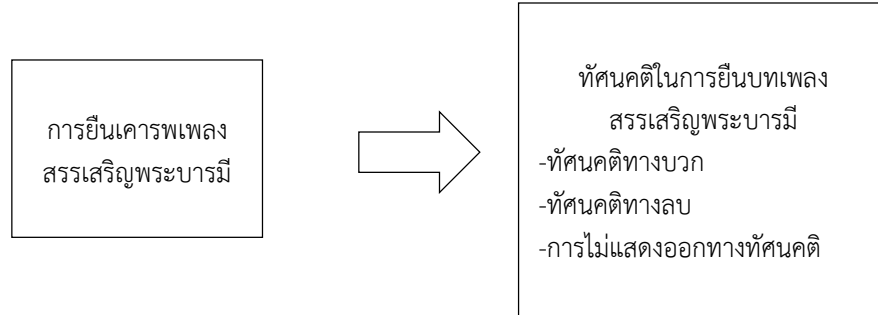 การยืนเคารพเพลง
สรรเสริญพระบารมี
ทัศนคติในการยืนบทเพลง
สรรเสริญพระบารมี
-ทัศนคติทางบวก
-ทัศนคติทางลบ
-การไม่แสดงออกทางทัศนคติ